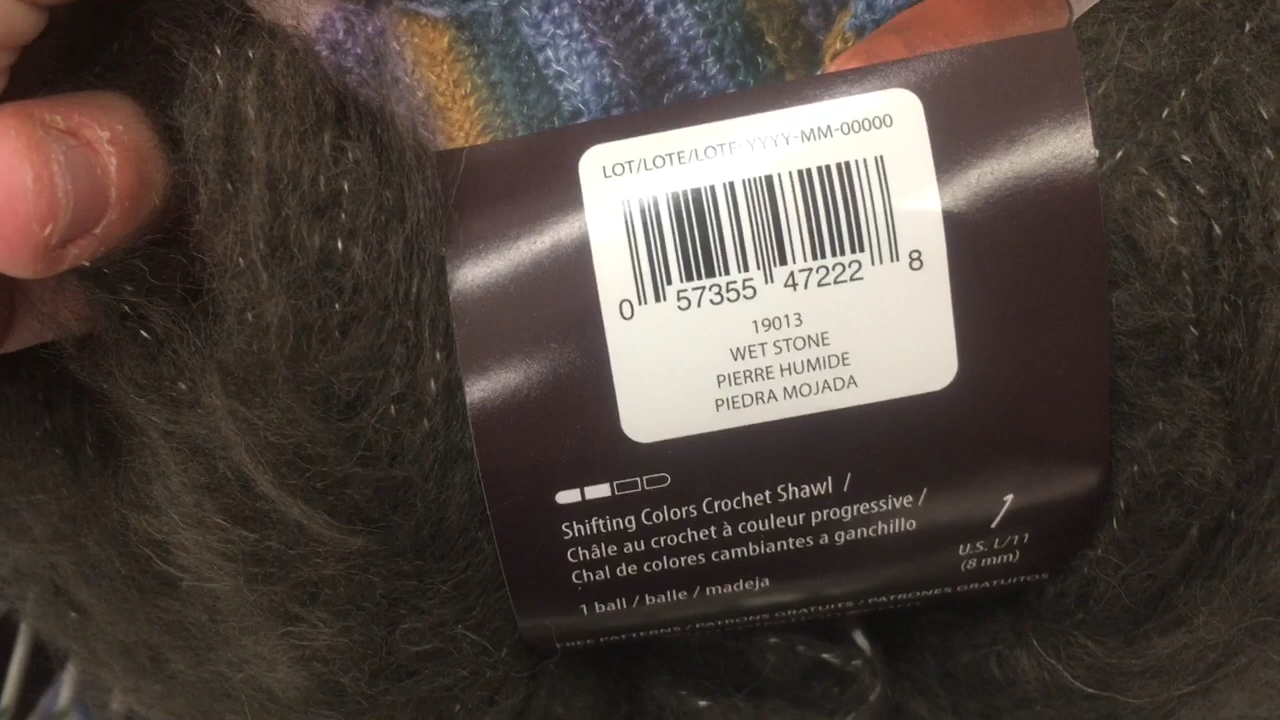 LOT/LOTE/LOTE: YYYY-MM-00000
0 57355 47222 8
19013
WET STONE
PIERRE HUMIDE
PIEDRA MOJADA
Shifting Colors Crochet Shawl /
Châle au crochet à couleur progressive /
Chal de colores cambiantes a ganchillo
1 ball / balle / madeja
U.S. L/11
(8 mm)
FREE PATTERNS / PATRONS GRATUITS / PATRONES GRATUITOS